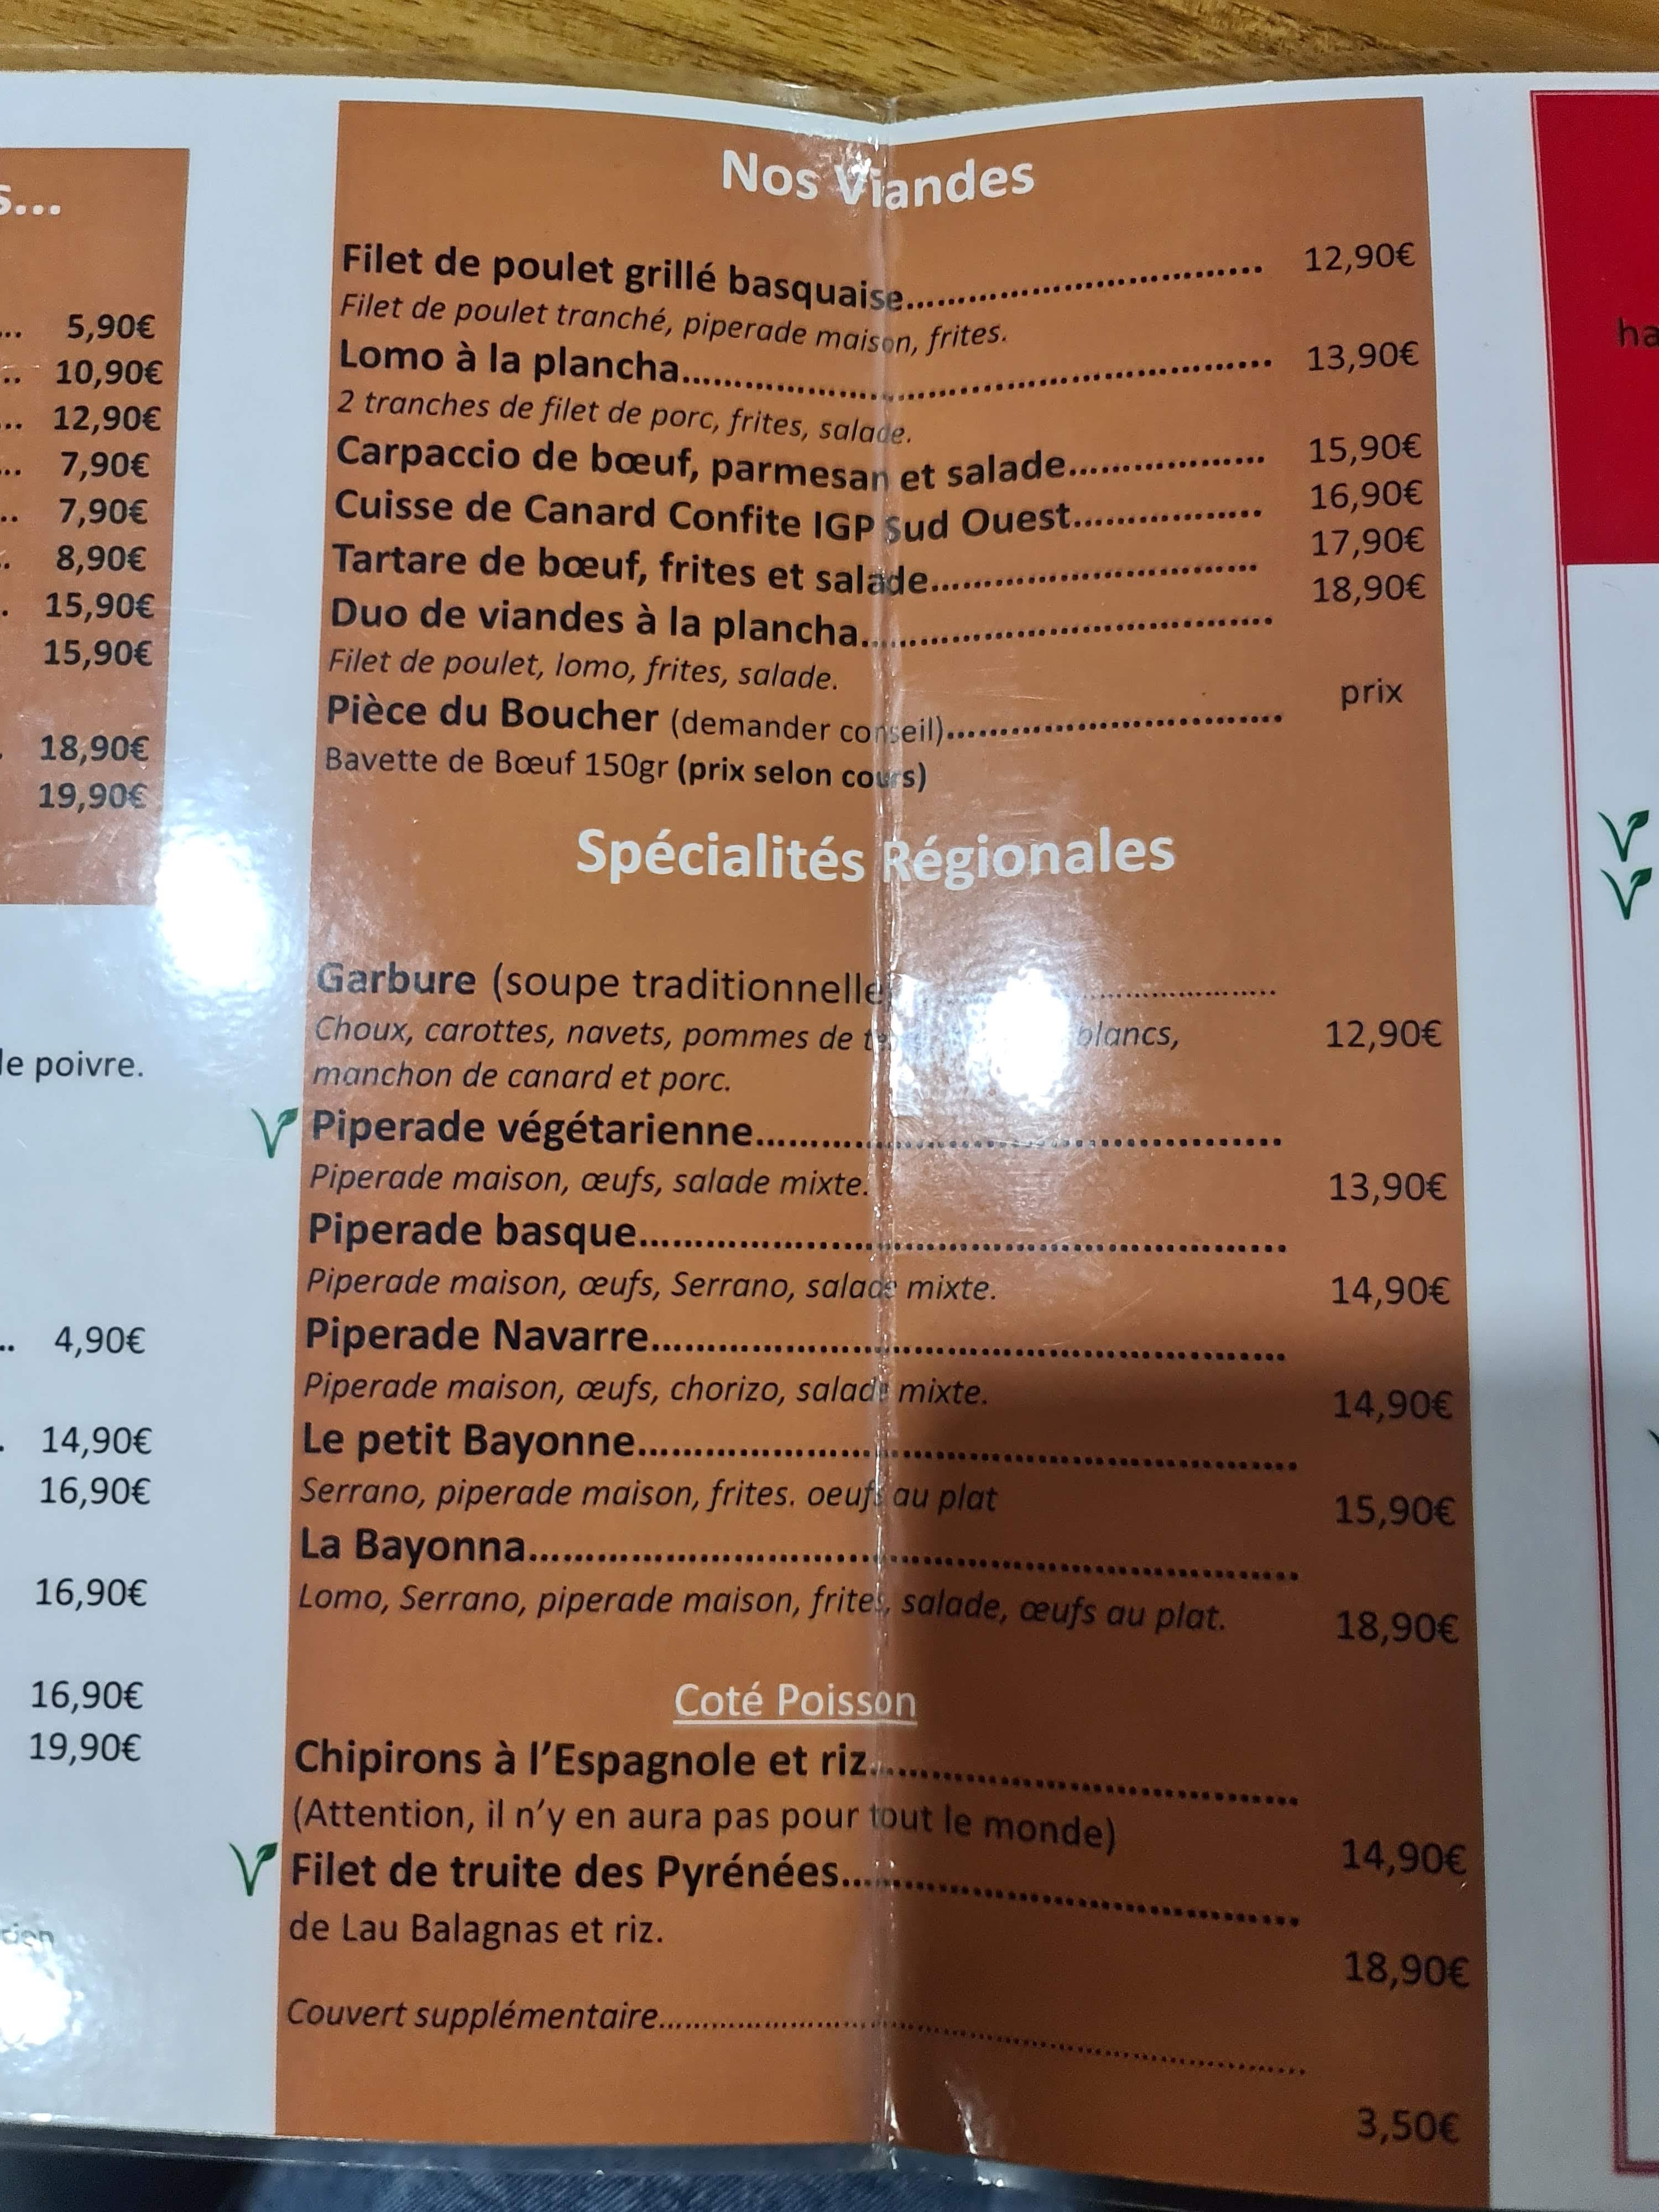 s...
5,90€
10,90€
12,90€
7,90€
7,90€
8,90€
15,90€
15,90€
18,90€
19,90€
le poivre.
4,90€
14,90€
16,90€
16,90€
16,90€
19,90€
Nos Viandes
Filet de poulet grillé basquaise 12,90€
Filet de poulet tranché, piperade maison, frites.
Lomo à la plancha 13,90€
2 tranches de filet de porc, frites, salade.
Carpaccio de bœuf, parmesan et salade 15,90€
Cuisse de Canard Confite IGP Sud Ouest 16,90€
Tartare de bœuf, frites et salade 17,90€
Duo de viandes à la plancha 18,90€
Filet de poulet, lomo, frites, salade.
Pièce du Boucher (demander conseil) prix
Bavette de Bœuf 150gr (prix selon cours)
Spécialités Régionales
Garbure (soupe traditionnelle
Choux, carottes, navets, pommes de blancs, 12,90€
manchon de canard et porc.
Piperade végétarienne
Piperade maison, œufs, salade mixte. 13,90€
Piperade basque
Piperade maison, œufs, Serrano, salade mixte. 14,90€
Piperade Navarre
Piperade maison, œufs, chorizo, salade mixte. 14,90€
Le petit Bayonne
Serrano, piperade maison, frites. oeufs au plat 15,90€
La Bayonna
Lomo, Serrano, piperade maison, frites, salade, œufs au plat. 18,90€
Coté Poisson
Chipirons à l'Espagnole et riz
(Attention, il n'y en aura pas pour tout le monde) 14,90€
Filet de truite des Pyrénées
de Lau Balagnas et riz. 18,90€
Couvert supplémentaire
3,50€
ha